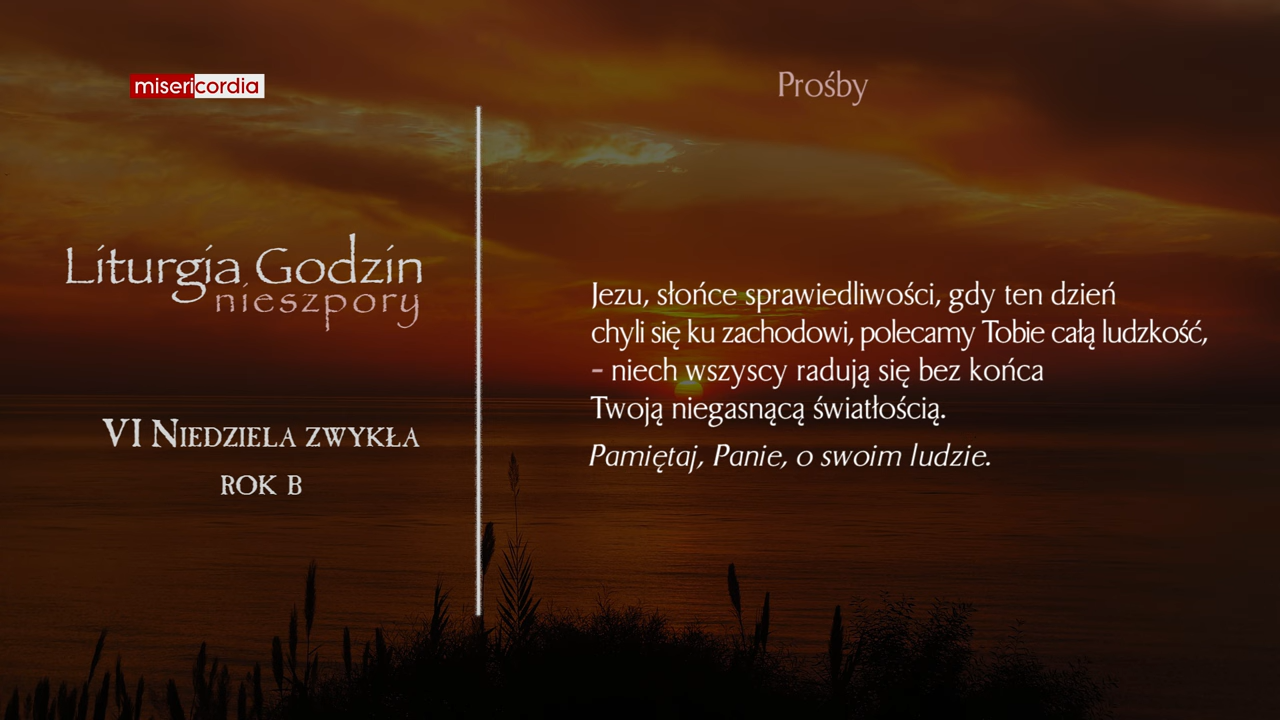 misericordia
Liturgia Godzin
nieszpory
VI Niedziela zwykła
rok B
Prośby
Jezu, słońce sprawiedliwości, gdy ten dzień
chyli się ku zachodowi, polecamy Tobie całą ludzkość,
- niech wszyscy radują się bez końca
Twoją niegasnącą światłością.
Pamiętaj, Panie, o swoim ludzie.